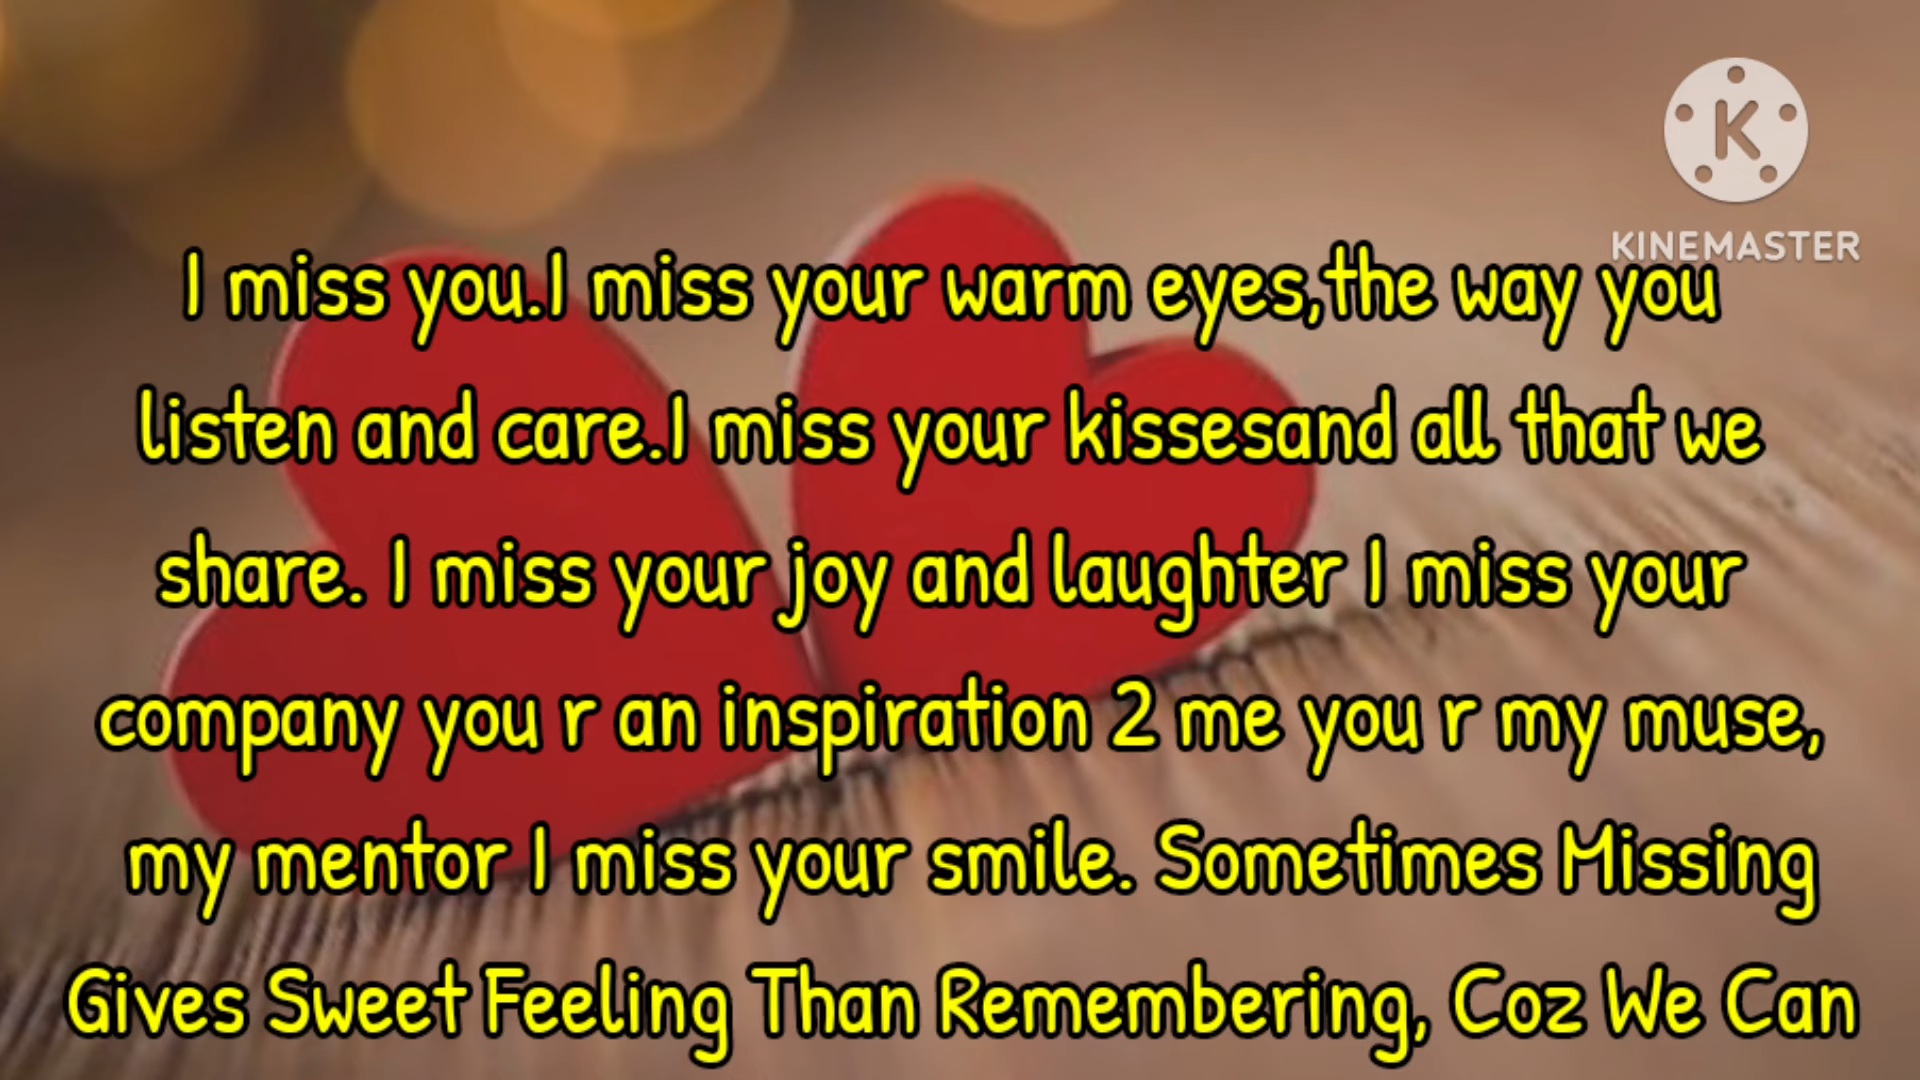 K
KINEMASTER
I miss you.I miss your warm eyes,the way you
listen and care.I miss your kissesand all that we
share. I miss your joy and laughter I miss your
company you r an inspiration 2 me you r my muse,
my mentor I miss your smile. Sometimes Missing
Gives Sweet Feeling Than Remembering, Coz We Can